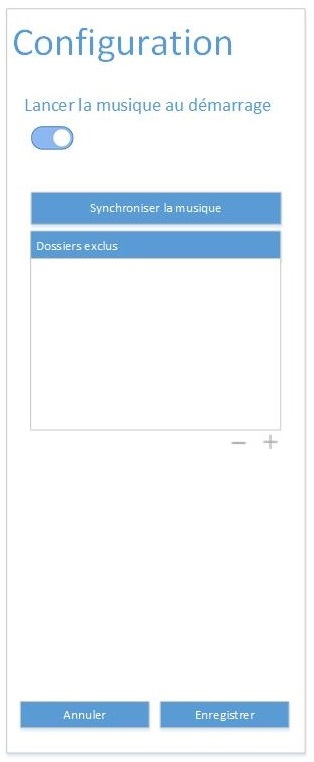 Configuration
Lancer la musique au démarrage
Synchroniser la musique
Dossiers exclus
− +
Annuler Enregistrer